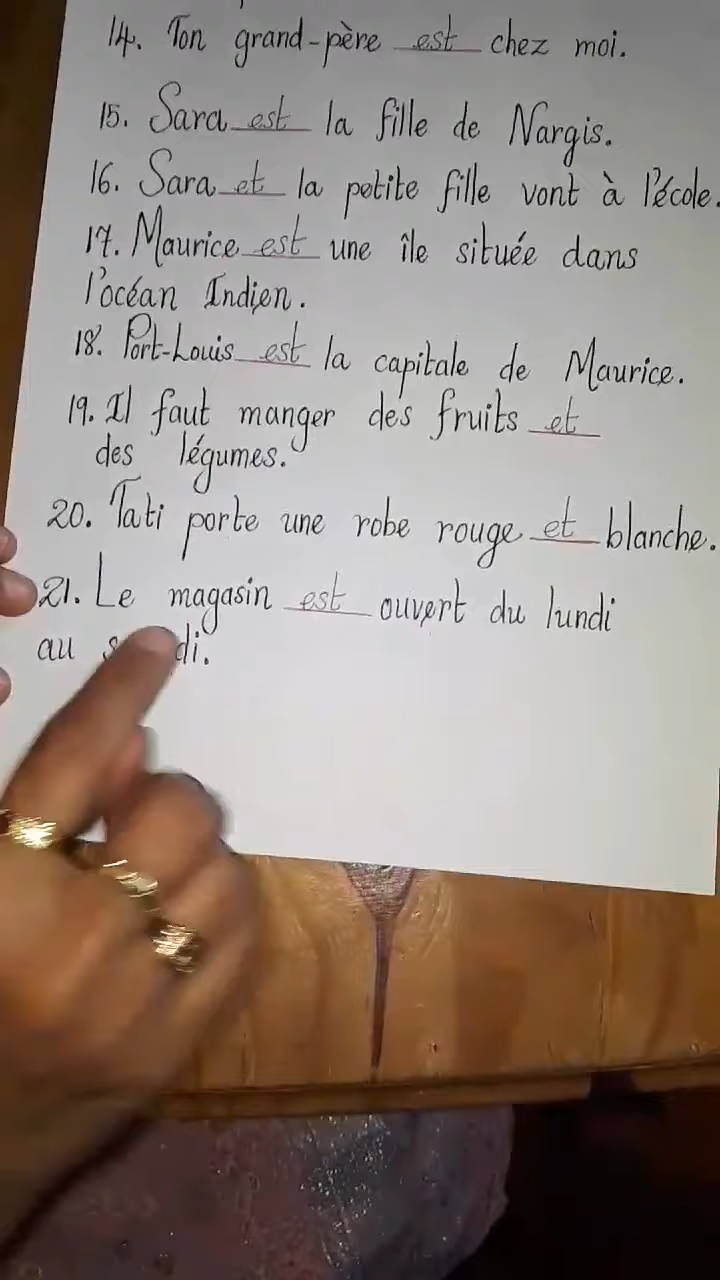 14. Ton grand-père est chez moi.
15. Sara est la fille de Nargis.
16. Sara et la petite fille vont à l'école.
17. Maurice est une île située dans
l'océan Indien.
18. Port-Louis est la capitale de Maurice.
19. Il faut manger des fruits et
des légumes.
20. Tati porte une robe rouge et blanche.
21. Le magasin est ouvert du lundi
au